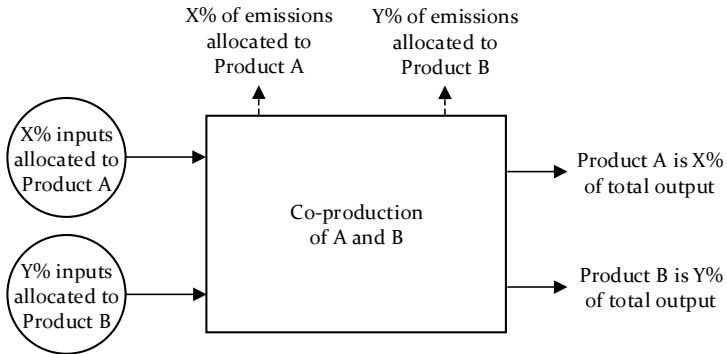 X% of emissions
allocated to
Product A
Y% of emissions
allocated to
Product B
X% inputs
allocated to
Product A
Y% inputs
allocated to
Product B
Co-production
of A and B
Product A is X%
of total output
Product B is Y%
of total output